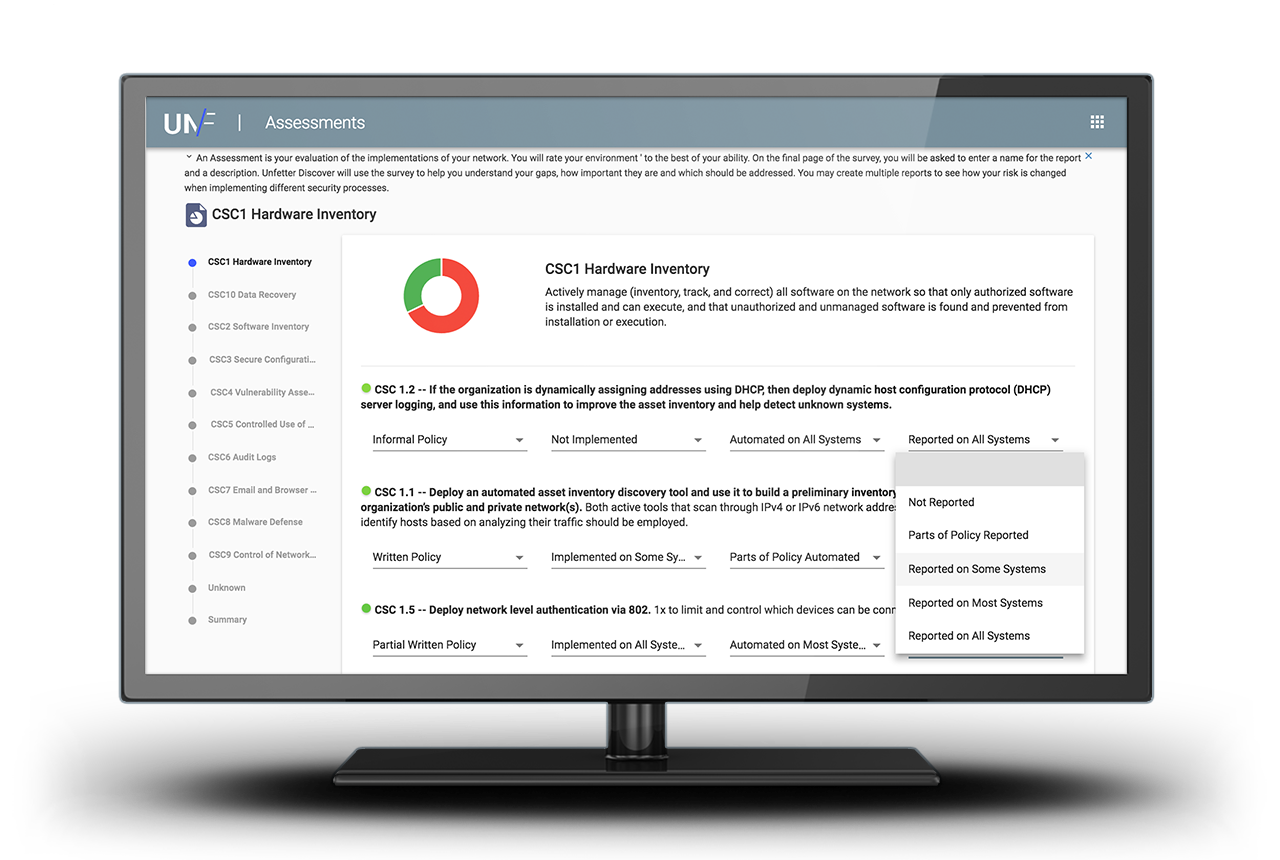 UNF | Assessments
An Assessment is your evaluation of the implementations of your network. You will rate your environment ' to the best of your ability. On the final page of the survey, you will be asked to enter a name for the report
and a description. Unfetter Discover will use the survey to help you understand your gaps, how important they are and which should be addressed. You may create multiple reports to see how your risk is changed
when implementing different security processes.
CSC1 Hardware Inventory
CSC1 Hardware Inventory
CSC10 Data Recovery
CSC2 Software Inventory
CSC3 Secure Configurati...
CSC4 Vulnerability Asse...
CSC5 Controlled Use of ...
CSC6 Audit Logs
CSC7 Email and Browser ...
CSC8 Malware Defense
CSC9 Control of Network...
Unknown
Summary
CSC1 Hardware Inventory
Actively manage (inventory, track, and correct) all software on the network so that only authorized software
is installed and can execute, and that unauthorized and unmanaged software is found and prevented from
installation or execution.
CSC 1.2 -- If the organization is dynamically assigning addresses using DHCP, then deploy dynamic host configuration protocol (DHCP)
server logging, and use this information to improve the asset inventory and help detect unknown systems.
Informal Policy Not Implemented Automated on All Systems Reported on All Systems
CSC 1.1 -- Deploy an automated asset inventory discovery tool and use it to build a preliminary inventory
organization's public and private network(s). Both active tools that scan through IPv4 or IPv6 network
identify hosts based on analyzing their traffic should be employed.
Written Policy Implemented on Some Sy... Parts of Policy Automated
CSC 1.5 -- Deploy network level authentication via 802. 1x to limit and control which devices can be
Partial Written Policy Implemented on All Syste... Automated on Most Syste...
Not Reported
Parts of Policy Reported
Reported on Some Systems
Reported on Most Systems
Reported on All Systems